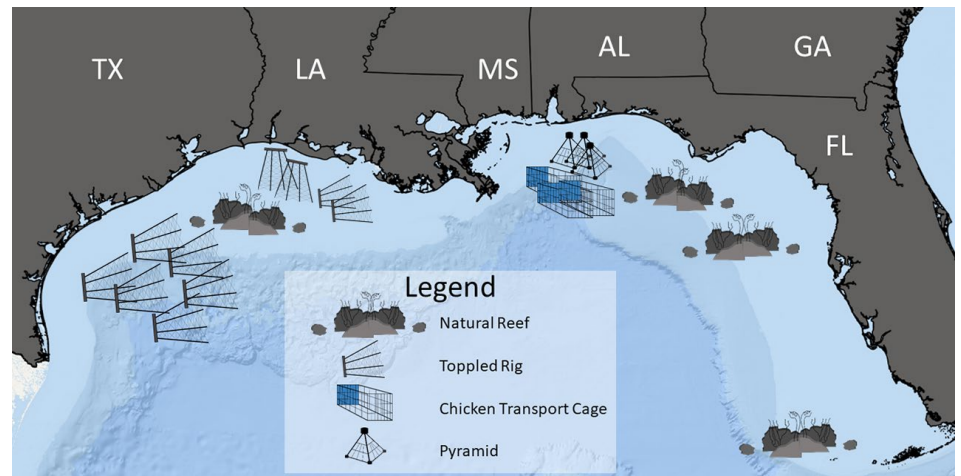 TX
LA
MS
AL
GA
FL
Legend
Natural Reef
Toppled Rig
Chicken Transport Cage
Pyramid